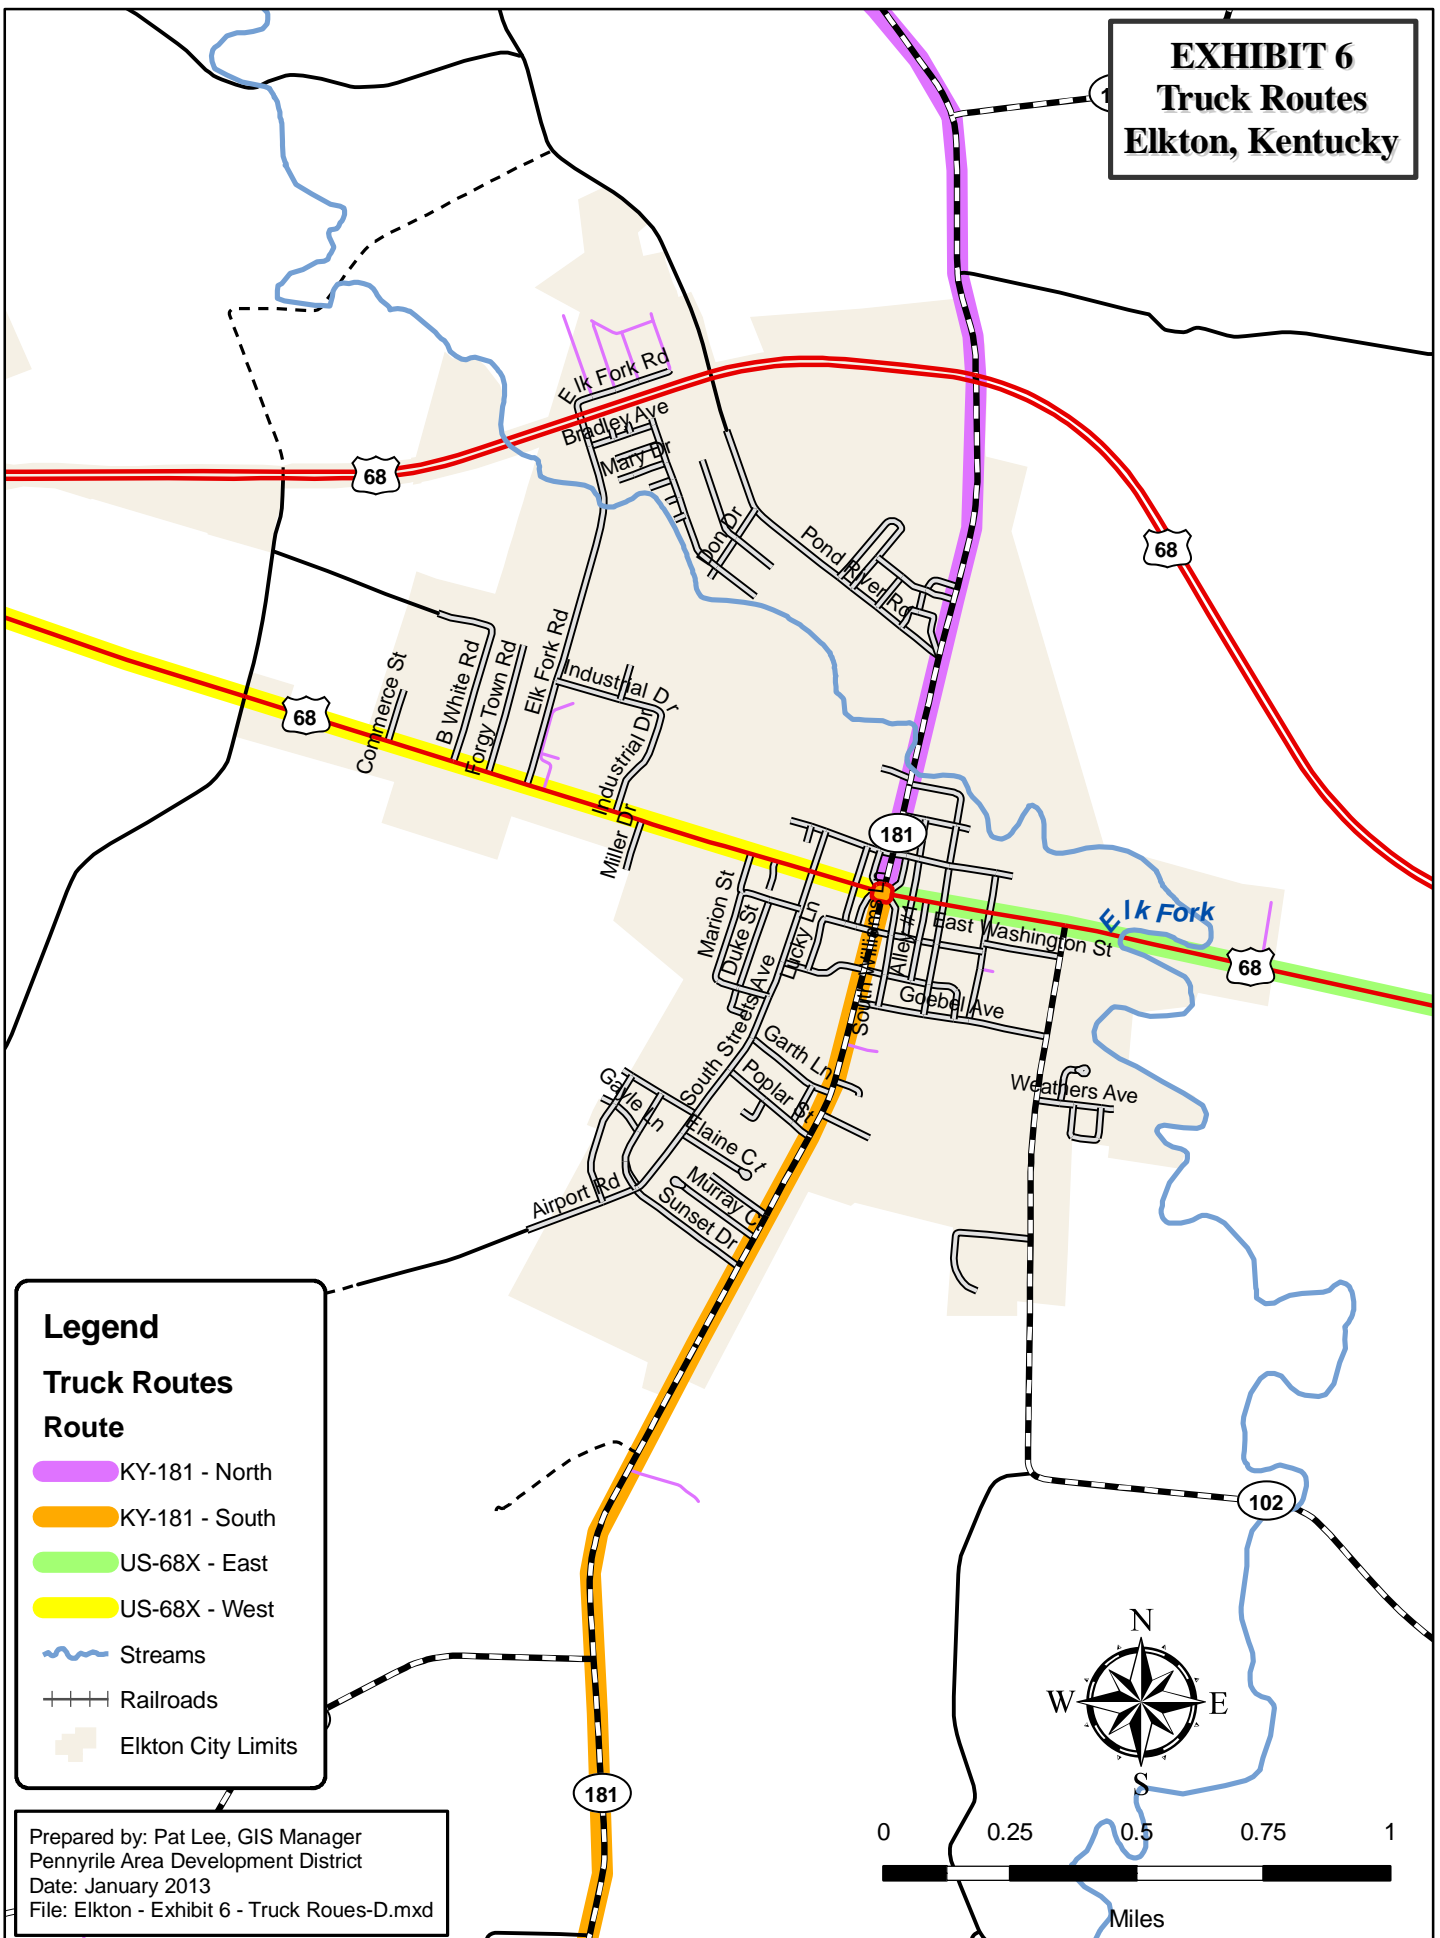 EXHIBIT 6
Truck Routes
Elkton, Kentucky
Elk Fork Rd
Bradley Ave
Mary Dr
68
Don Dr
Pond River Rd
68
Commerce St
B White Rd
Forgy Town Rd
Elk Fork Rd
Industrial Dr
Industrial Dr
Miller Dr
68
181
Marion St
Duke St
Lucky Ln
South Williams Ln
Alley #1
East Washington St
Elk Fork
68
Goebel Ave
South Streets Ave
Garth Ln
Poplar St
Gayle Ln
Elaine Ct
Weathers Ave
Airport Rd
Murray Ct
Sunset Dr
102
181
Legend
Truck Routes
Route
KY-181 - North
KY-181 - South
US-68X - East
US-68X - West
Streams
Railroads
Elkton City Limits
N
W
E
S
0 0.25 0.5 0.75 1
Miles
Prepared by: Pat Lee, GIS Manager
Pennyrile Area Development District
Date: January 2013
File: Elkton - Exhibit 6 - Truck Roues-D.mxd